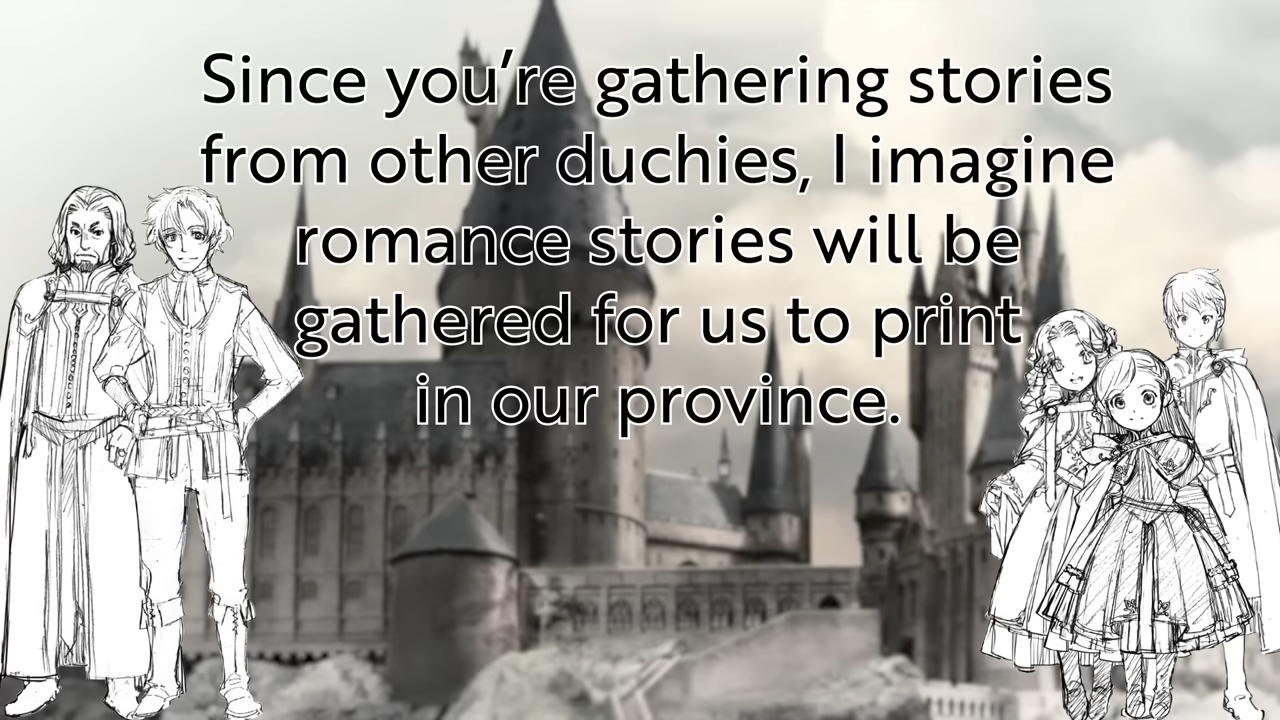 Since you’re gathering stories
from other duchies, I imagine
romance stories will be
gathered for us to print
in our province.